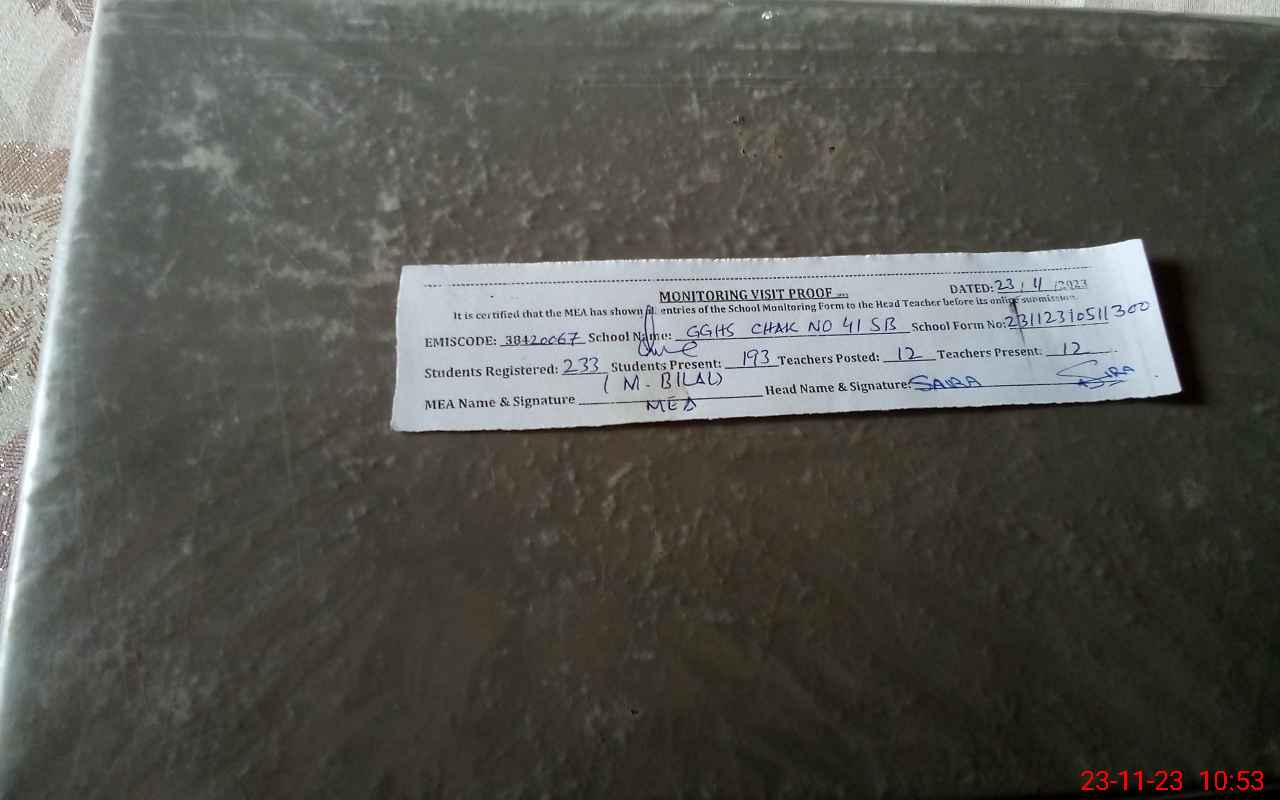 MONITORING VISIT PROOF
DATED: 23 / 11 /2023
It is certified that the MEA has shown all entries of the School Monitoring Form to the Head Teacher before its online submission.
EMISCODE: 38420067 School Name: GGHS CHAK NO 41 SB School Form No: 23112310511300
Students Registered: 233 Students Present: 193 Teachers Posted: 12 Teachers Present: 12
MEA Name & Signature (M. BILAL) MEA Head Name & Signature: SAIRA
23-11-23 10:53